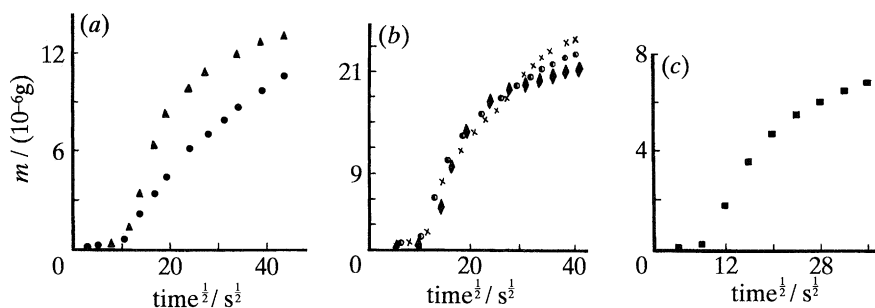 (a)
12
6
0
m / (10⁻⁶g)
20
40
time^½ / s^½
(b)
21
9
0
20
40
time^½ / s^½
(c)
8
4
0
12
28
time^½ / s^½